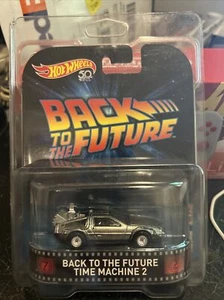 Hot Wheels
50
BACK
TO THE
FUTURE
BACK TO THE FUTURE
TIME MACHINE 2